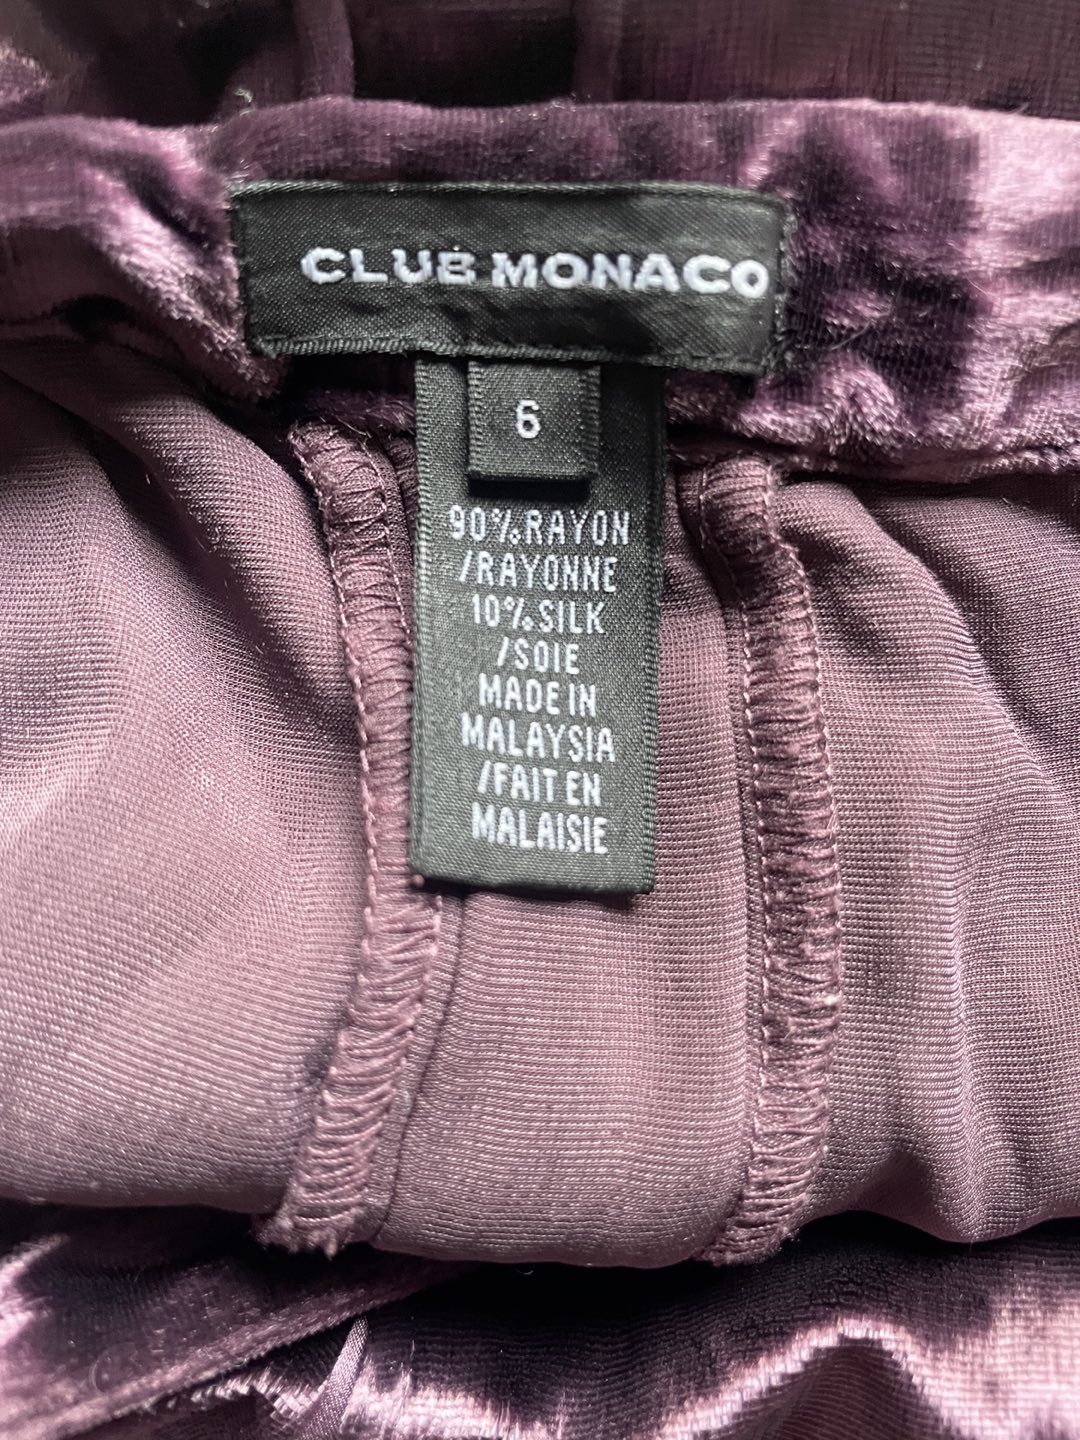 CLUB MONACO
6
90% RAYON
/RAYONNE
10% SILK
/SOIE
MADE IN
MALAYSIA
/FAIT EN
MALAISIE